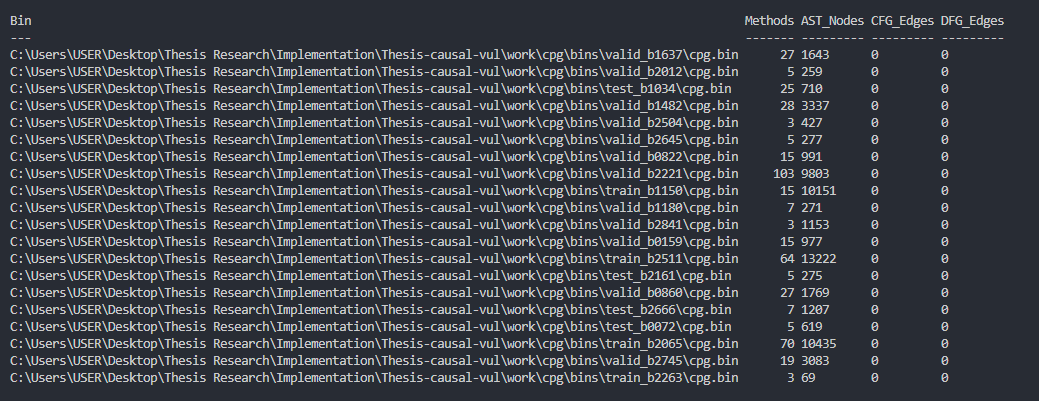 Bin Methods AST_Nodes CFG_Edges DFG_Edges
--- ------- --------- --------- ---------
C:\Users\USER\Desktop\Thesis Research\Implementation\Thesis-causal-vul\work\cpg\bins\valid_b1637\cpg.bin 27 1643 0 0
C:\Users\USER\Desktop\Thesis Research\Implementation\Thesis-causal-vul\work\cpg\bins\valid_b2012\cpg.bin 5 259 0 0
C:\Users\USER\Desktop\Thesis Research\Implementation\Thesis-causal-vul\work\cpg\bins\test_b1034\cpg.bin 25 710 0 0
C:\Users\USER\Desktop\Thesis Research\Implementation\Thesis-causal-vul\work\cpg\bins\valid_b1482\cpg.bin 28 3337 0 0
C:\Users\USER\Desktop\Thesis Research\Implementation\Thesis-causal-vul\work\cpg\bins\valid_b2504\cpg.bin 3 427 0 0
C:\Users\USER\Desktop\Thesis Research\Implementation\Thesis-causal-vul\work\cpg\bins\valid_b2645\cpg.bin 5 277 0 0
C:\Users\USER\Desktop\Thesis Research\Implementation\Thesis-causal-vul\work\cpg\bins\valid_b0822\cpg.bin 15 991 0 0
C:\Users\USER\Desktop\Thesis Research\Implementation\Thesis-causal-vul\work\cpg\bins\valid_b2221\cpg.bin 103 9803 0 0
C:\Users\USER\Desktop\Thesis Research\Implementation\Thesis-causal-vul\work\cpg\bins\train_b1150\cpg.bin 15 10151 0 0
C:\Users\USER\Desktop\Thesis Research\Implementation\Thesis-causal-vul\work\cpg\bins\valid_b1180\cpg.bin 7 271 0 0
C:\Users\USER\Desktop\Thesis Research\Implementation\Thesis-causal-vul\work\cpg\bins\valid_b2841\cpg.bin 3 1153 0 0
C:\Users\USER\Desktop\Thesis Research\Implementation\Thesis-causal-vul\work\cpg\bins\valid_b0159\cpg.bin 15 977 0 0
C:\Users\USER\Desktop\Thesis Research\Implementation\Thesis-causal-vul\work\cpg\bins\train_b2511\cpg.bin 64 13222 0 0
C:\Users\USER\Desktop\Thesis Research\Implementation\Thesis-causal-vul\work\cpg\bins\test_b2161\cpg.bin 5 275 0 0
C:\Users\USER\Desktop\Thesis Research\Implementation\Thesis-causal-vul\work\cpg\bins\valid_b0860\cpg.bin 27 1769 0 0
C:\Users\USER\Desktop\Thesis Research\Implementation\Thesis-causal-vul\work\cpg\bins\test_b2666\cpg.bin 7 1207 0 0
C:\Users\USER\Desktop\Thesis Research\Implementation\Thesis-causal-vul\work\cpg\bins\test_b0072\cpg.bin 5 619 0 0
C:\Users\USER\Desktop\Thesis Research\Implementation\Thesis-causal-vul\work\cpg\bins\train_b2065\cpg.bin 70 10435 0 0
C:\Users\USER\Desktop\Thesis Research\Implementation\Thesis-causal-vul\work\cpg\bins\valid_b2745\cpg.bin 19 3083 0 0
C:\Users\USER\Desktop\Thesis Research\Implementation\Thesis-causal-vul\work\cpg\bins\train_b2263\cpg.bin 3 69 0 0